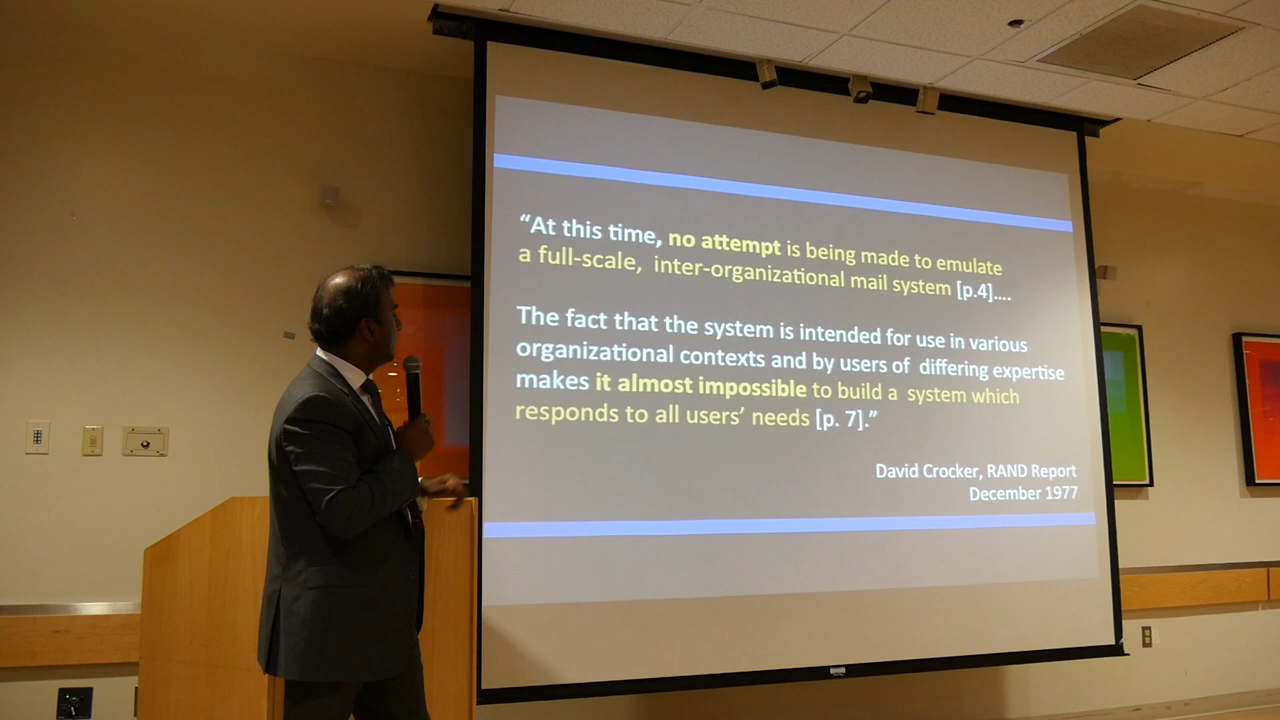 “At this time, no attempt is being made to emulate
a full-scale, inter-organizational mail system [p.4]....
The fact that the system is intended for use in various
organizational contexts and by users of differing expertise
makes it almost impossible to build a system which
responds to all users’ needs [p. 7].”
David Crocker, RAND Report
December 1977